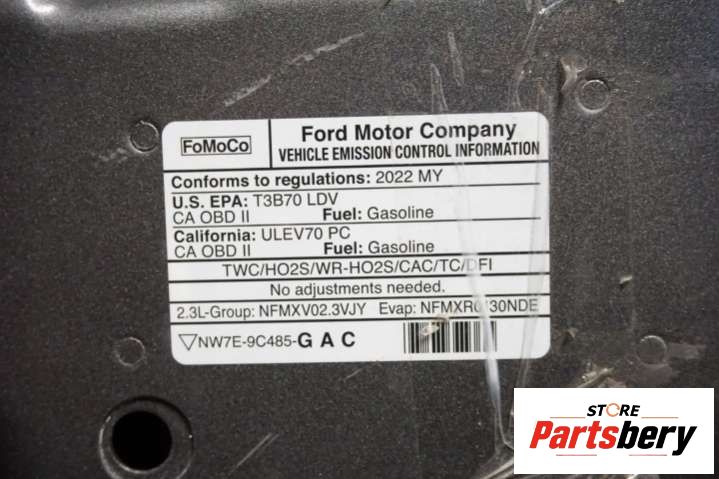 FoMoCo
Ford Motor Company
VEHICLE EMISSION CONTROL INFORMATION
Conforms to regulations: 2022 MY
U.S. EPA: T3B70 LDV
CA OBD II Fuel: Gasoline
California: ULEV70 PC
CA OBD II Fuel: Gasoline
TWC/HO2S/WR-HO2S/CAC/TC/DFI
No adjustments needed.
2.3L-Group: NFMXV02.3VJY Evap: NFMXR0130NDE
NW7E-9C485-G A C
STORE
Partsbery